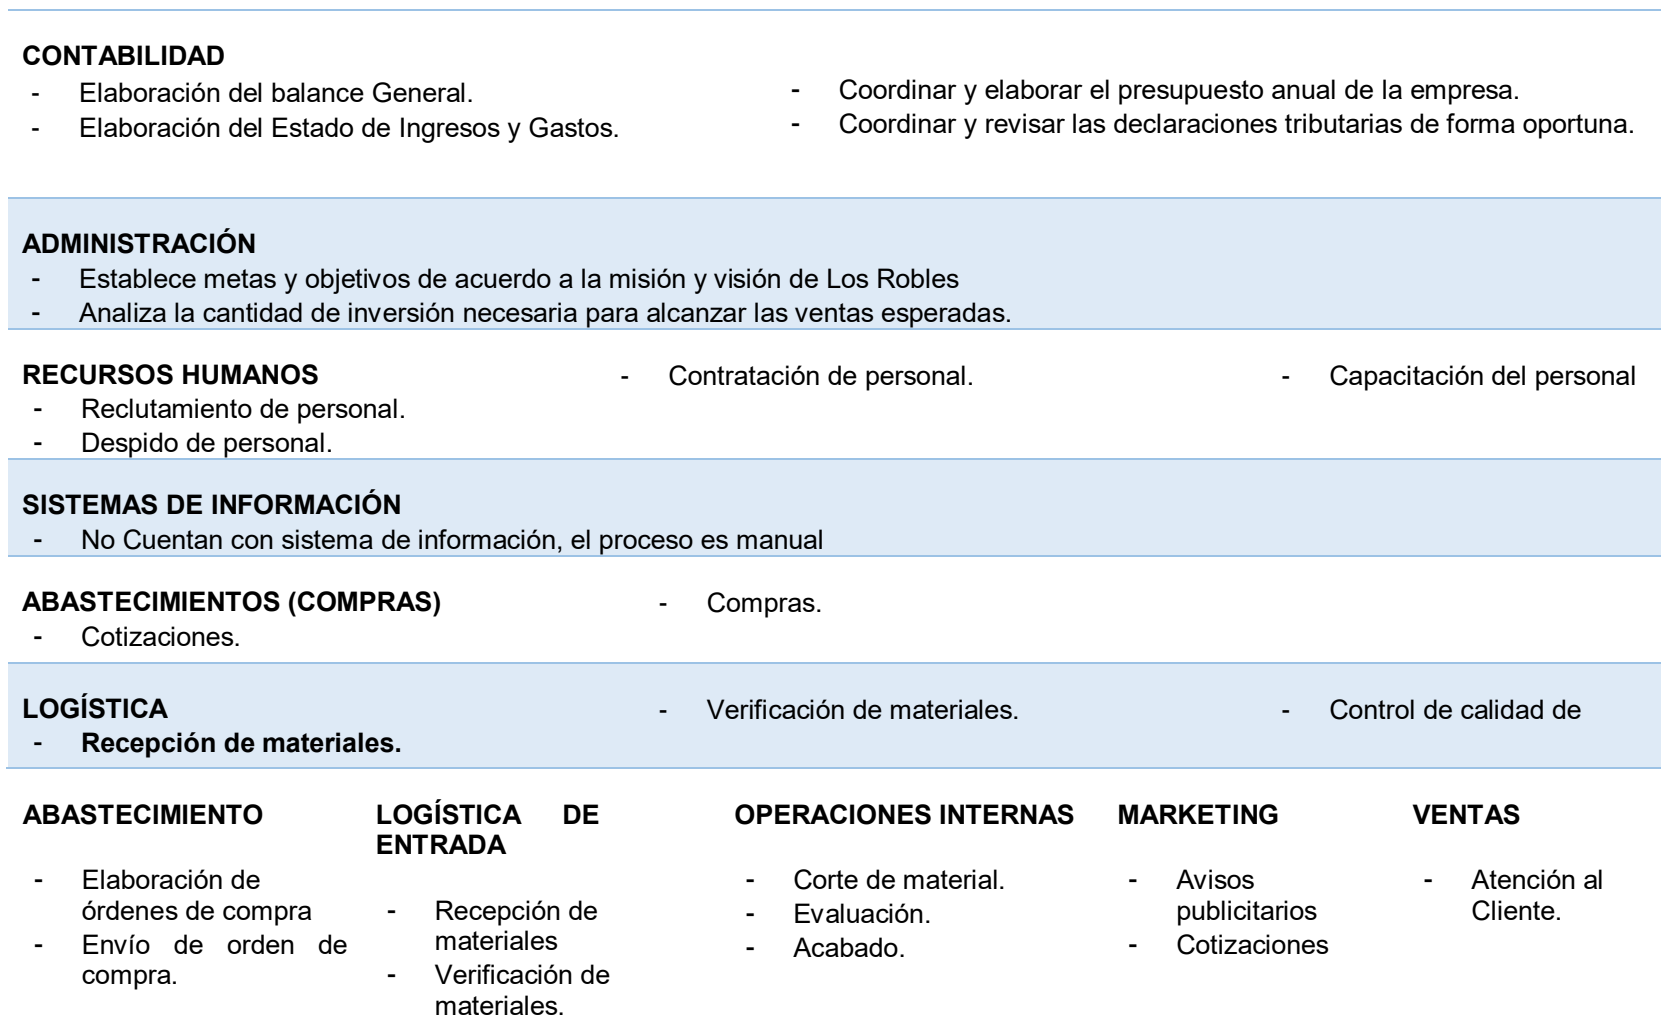 CONTABILIDAD
- Elaboración del balance General.
- Elaboración del Estado de Ingresos y Gastos.
- Coordinar y elaborar el presupuesto anual de la empresa.
- Coordinar y revisar las declaraciones tributarias de forma oportuna.
ADMINISTRACIÓN
- Establece metas y objetivos de acuerdo a la misión y visión de Los Robles
- Analiza la cantidad de inversión necesaria para alcanzar las ventas esperadas.
RECURSOS HUMANOS
- Reclutamiento de personal.
- Despido de personal.
- Contratación de personal.
- Capacitación del personal
SISTEMAS DE INFORMACIÓN
- No Cuentan con sistema de información, el proceso es manual
ABASTECIMIENTOS (COMPRAS)
- Cotizaciones.
- Compras.
LOGÍSTICA
- Recepción de materiales.
- Verificación de materiales.
- Control de calidad de
ABASTECIMIENTO
- Elaboración de
órdenes de compra
- Envío de orden de
compra.
LOGÍSTICA DE
ENTRADA
- Recepción de
materiales
- Verificación de
materiales.
OPERACIONES INTERNAS
- Corte de material.
- Evaluación.
- Acabado.
MARKETING
- Avisos
publicitarios
- Cotizaciones
VENTAS
- Atención al
Cliente.